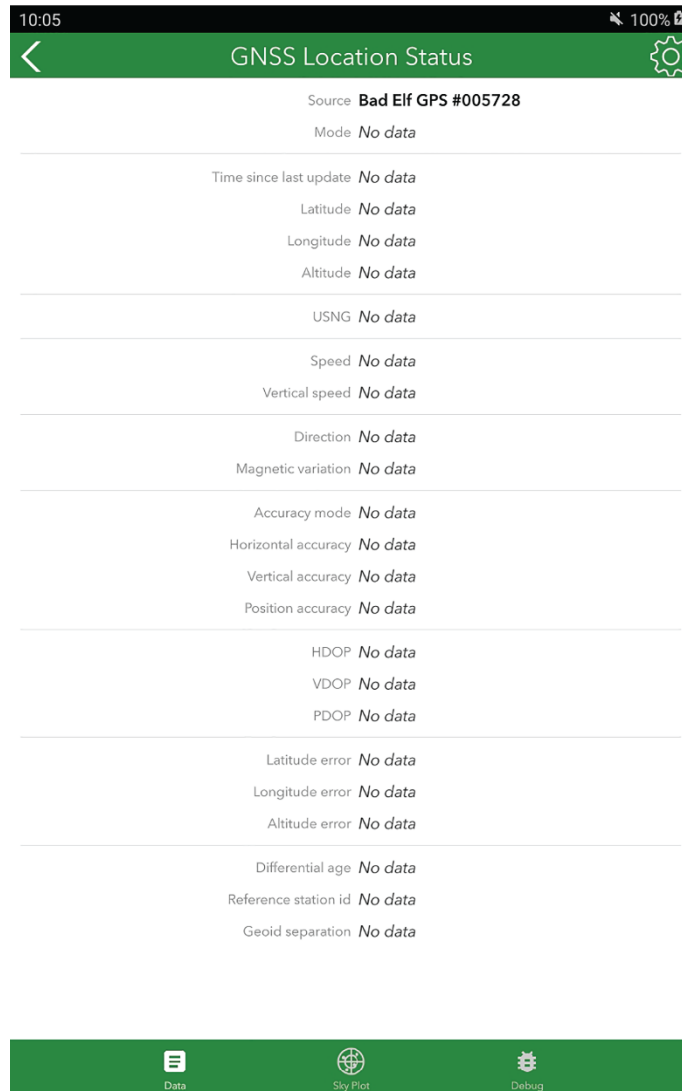 10:05 100%
GNSS Location Status
Source Bad Elf GPS #005728
Mode No data
Time since last update No data
Latitude No data
Longitude No data
Altitude No data
USNG No data
Speed No data
Vertical speed No data
Direction No data
Magnetic variation No data
Accuracy mode No data
Horizontal accuracy No data
Vertical accuracy No data
Position accuracy No data
HDOP No data
VDOP No data
PDOP No data
Latitude error No data
Longitude error No data
Altitude error No data
Differential age No data
Reference station id No data
Geoid separation No data
Data Sky Plot Debug